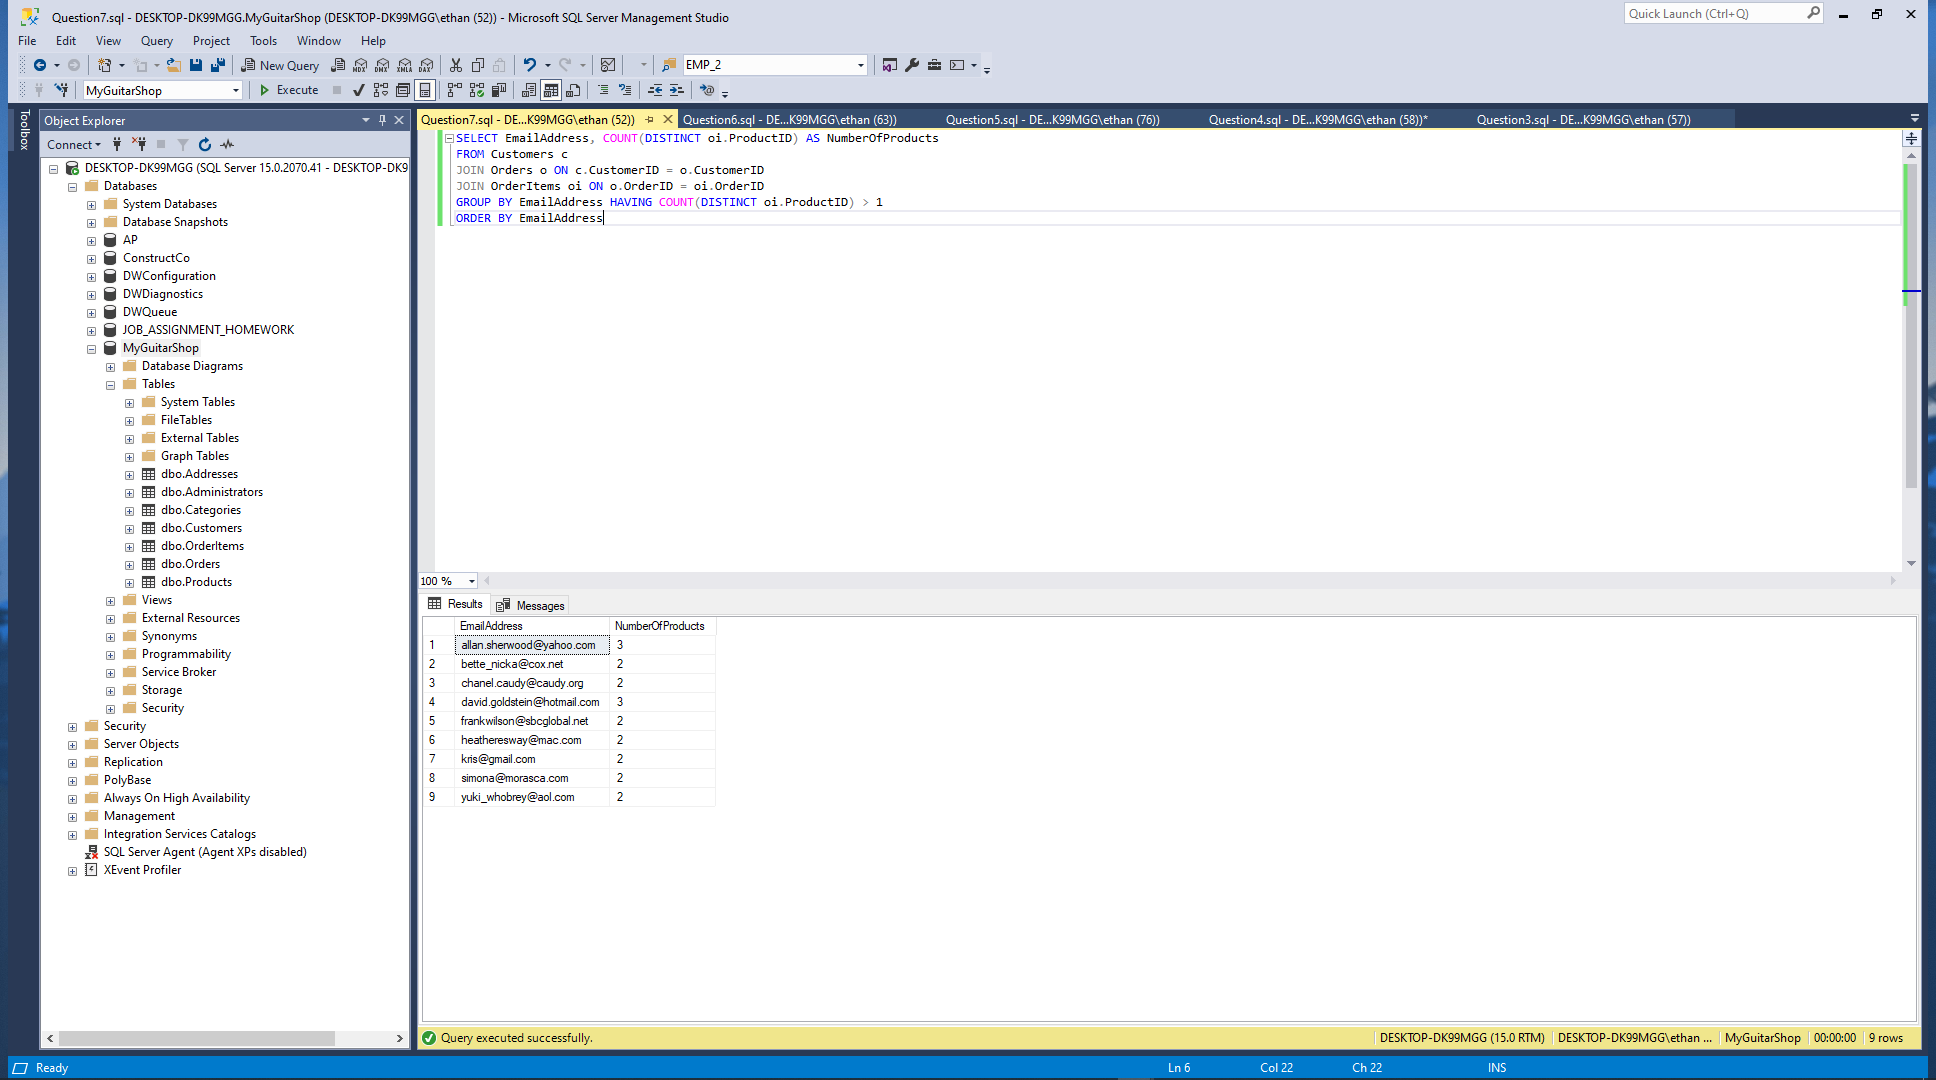 Question7.sql - DESKTOP-DK99MGG.MyGuitarShop (DESKTOP-DK99MGG\ethan (52)) - Microsoft SQL Server Management Studio
Quick Launch (Ctrl+Q)
File Edit View Query Project Tools Window Help
New Query MDX DMX XMLA DAX EMP_2
MyGuitarShop Execute
Toolbox
Object Explorer
Connect
DESKTOP-DK99MGG (SQL Server 15.0.2070.41 - DESKTOP-DK9
Databases
System Databases
Database Snapshots
AP
ConstructCo
DWConfiguration
DWDiagnostics
DWQueue
JOB_ASSIGNMENT_HOMEWORK
MyGuitarShop
Database Diagrams
Tables
System Tables
FileTables
External Tables
Graph Tables
dbo.Addresses
dbo.Administrators
dbo.Categories
dbo.Customers
dbo.OrderItems
dbo.Orders
dbo.Products
Views
External Resources
Synonyms
Programmability
Service Broker
Storage
Security
Security
Server Objects
Replication
PolyBase
Always On High Availability
Management
Integration Services Catalogs
SQL Server Agent (Agent XPs disabled)
XEvent Profiler
Question7.sql - DE...K99MGG\ethan (52)) Question6.sql - DE...K99MGG\ethan (63)) Question5.sql - DE...K99MGG\ethan (76)) Question4.sql - DE...K99MGG\ethan (58))* Question3.sql - DE...K99MGG\ethan (57))
SELECT EmailAddress, COUNT(DISTINCT oi.ProductID) AS NumberOfProducts
FROM Customers c
JOIN Orders o ON c.CustomerID = o.CustomerID
JOIN OrderItems oi ON o.OrderID = oi.OrderID
GROUP BY EmailAddress HAVING COUNT(DISTINCT oi.ProductID) > 1
ORDER BY EmailAddress
100 %
Results Messages
EmailAddress NumberOfProducts
1 allan.sherwood@yahoo.com 3
2 bette_nicka@cox.net 2
3 chanel.caudy@caudy.org 2
4 david.goldstein@hotmail.com 3
5 frankwilson@sbcglobal.net 2
6 heatheresway@mac.com 2
7 kris@gmail.com 2
8 simona@morasca.com 2
9 yuki_whobrey@aol.com 2
Query executed successfully. DESKTOP-DK99MGG (15.0 RTM) DESKTOP-DK99MGG\ethan ... MyGuitarShop 00:00:00 9 rows
Ready Ln 6 Col 22 Ch 22 INS